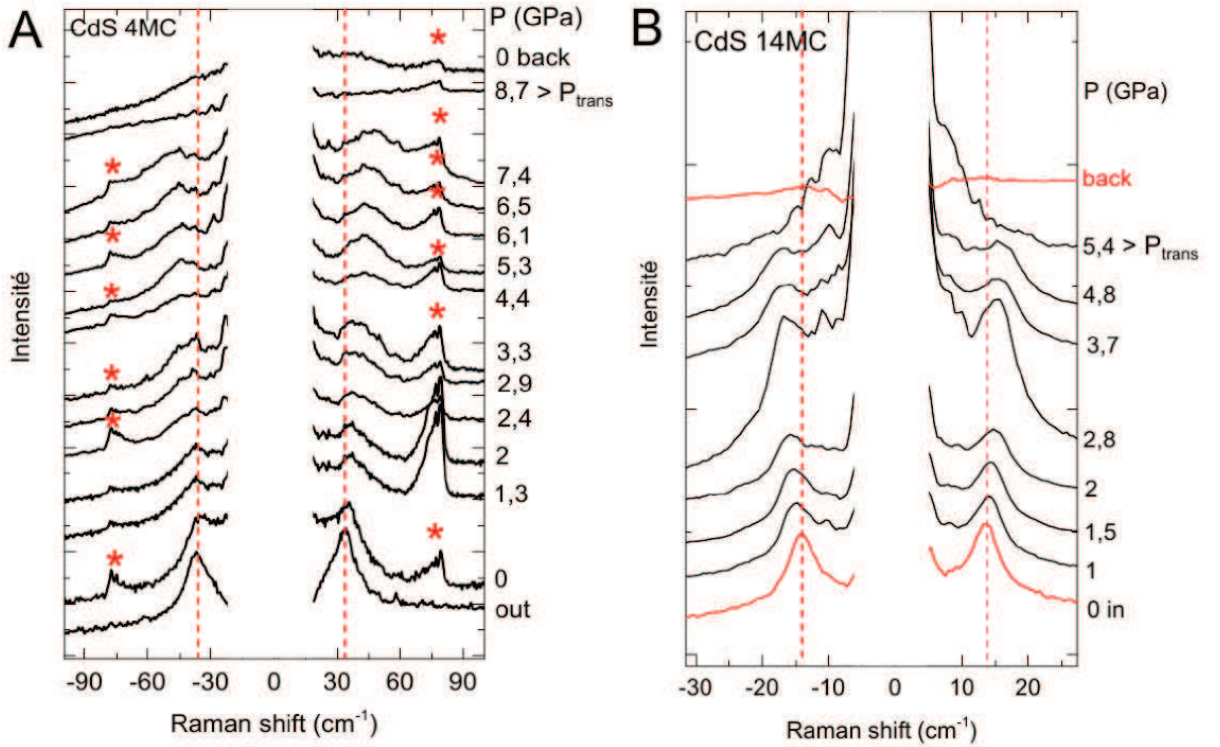 A
CdS 4MC
P (GPa)
0 back
8,7 > Ptrans
7,4
6,5
6,1
5,3
4,4
3,3
2,9
2,4
2
1,3
0
out
Intensité
-90 -60 -30 0 30 60 90
Raman shift (cm-1)
B
CdS 14MC
P (GPa)
back
5,4 > Ptrans
4,8
3,7
2,8
2
1,5
1
0 in
Intensité
-30 -20 -10 0 10 20
Raman shift (cm-1)